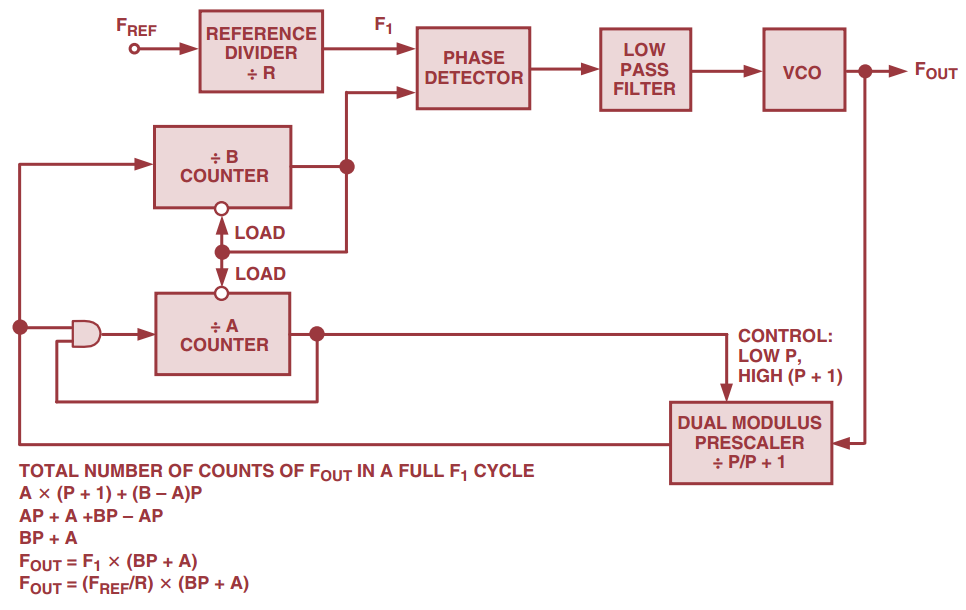 FREF
REFERENCE
DIVIDER
÷ R
F1
PHASE
DETECTOR
LOW
PASS
FILTER
VCO
FOUT
÷ B
COUNTER
LOAD
LOAD
÷ A
COUNTER
CONTROL:
LOW P,
HIGH (P + 1)
DUAL MODULUS
PRESCALER
÷ P/P + 1
TOTAL NUMBER OF COUNTS OF FOUT IN A FULL F1 CYCLE
A × (P + 1) + (B – A)P
AP + A +BP – AP
BP + A
FOUT = F1 × (BP + A)
FOUT = (FREF/R) × (BP + A)